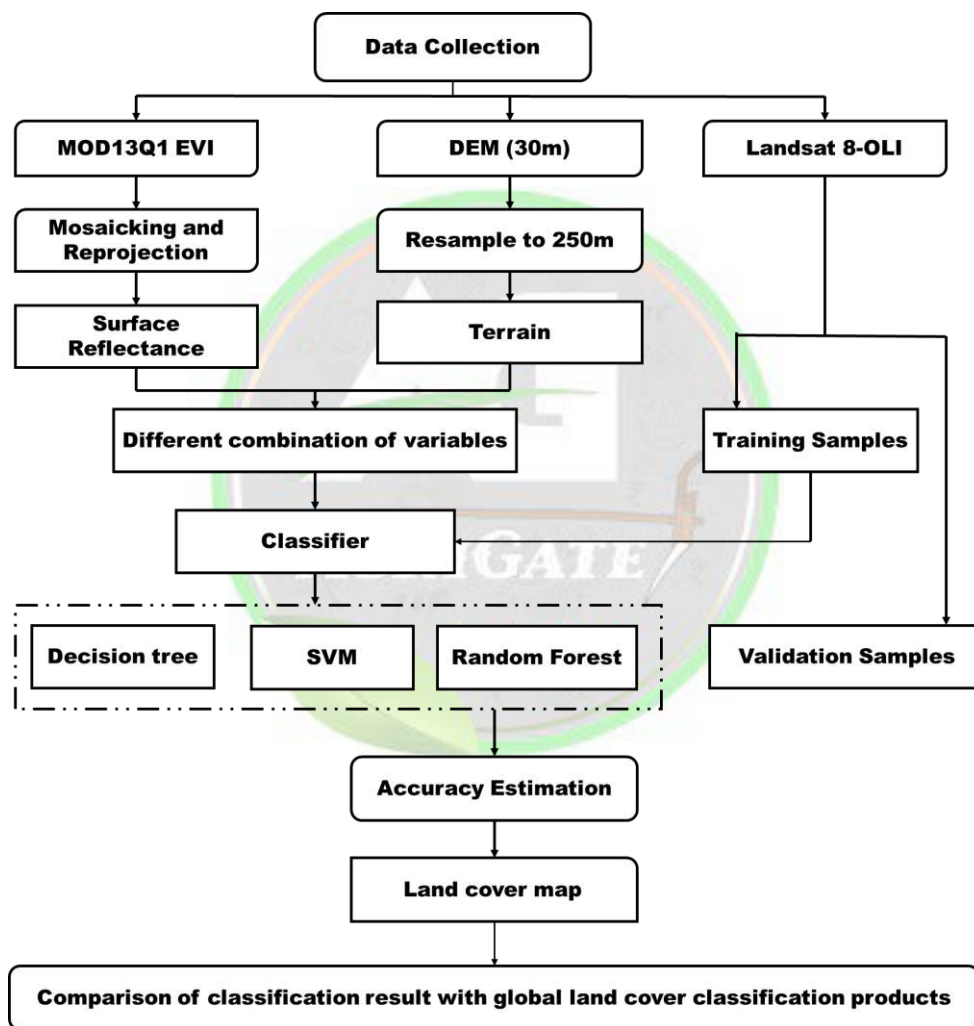 Data Collection
MOD13Q1 EVI
DEM (30m)
Landsat 8-OLI
Mosaicking and
Reprojection
Resample to 250m
Surface
Reflectance
Terrain
Different combination of variables
Training Samples
Classifier
GATE
Decision tree
SVM
Random Forest
Validation Samples
Accuracy Estimation
Land cover map
Comparison of classification result with global land cover classification products